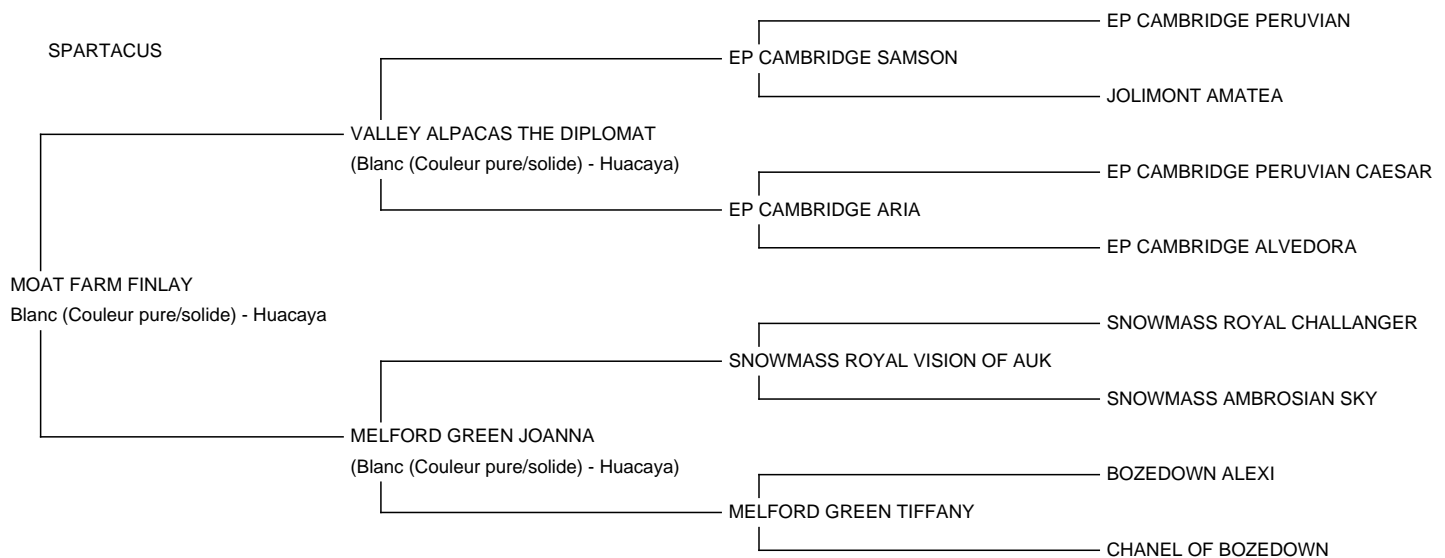 EP CAMBRIDGE PERUVIAN
SPARTACUS
EP CAMBRIDGE SAMSON
JOLIMONT AMATEA
VALLEY ALPACAS THE DIPLOMAT
(Blanc (Couleur pure/solide) - Huacaya)
EP CAMBRIDGE PERUVIAN CAESAR
EP CAMBRIDGE ARIA
EP CAMBRIDGE ALVEDORA
MOAT FARM FINLAY
Blanc (Couleur pure/solide) - Huacaya
SNOWMASS ROYAL CHALLANGER
SNOWMASS ROYAL VISION OF AUK
SNOWMASS AMBROSIAN SKY
MELFORD GREEN JOANNA
(Blanc (Couleur pure/solide) - Huacaya)
BOZEDOWN ALEXI
MELFORD GREEN TIFFANY
CHANEL OF BOZEDOWN